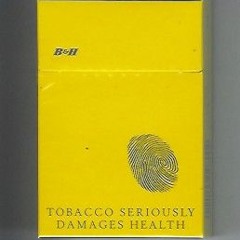 B&H
TOBACCO SERIOUSLY
DAMAGES HEALTH